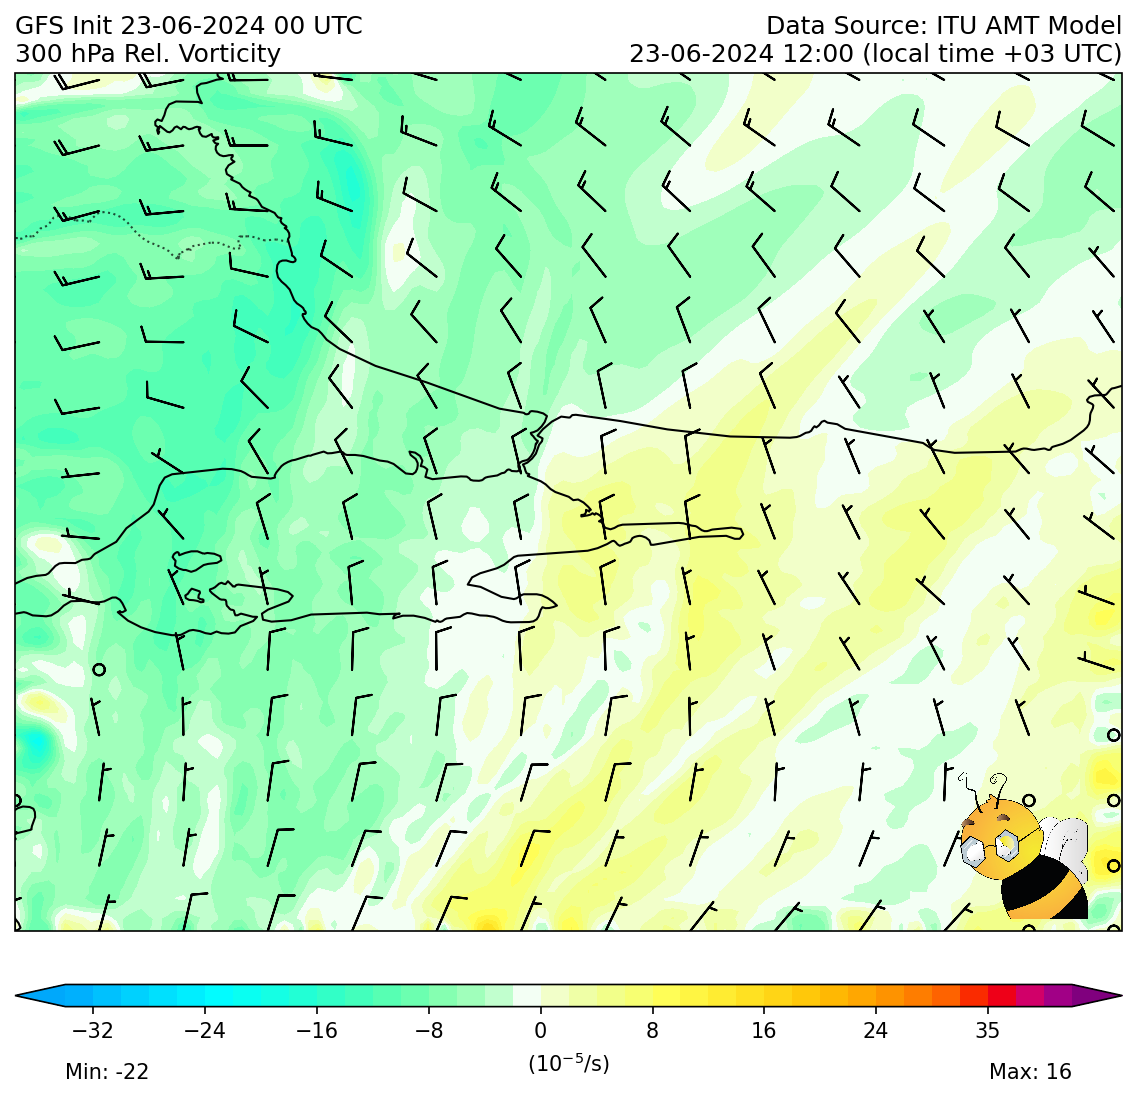 GFS Init 23-06-2024 00 UTC
Data Source: ITU AMT Model
300 hPa Rel. Vorticity
23-06-2024 12:00 (local time +03 UTC)
−32 −24 −16 −8 0 8 16 24 35
(10⁻⁵/s)
Min: -22
Max: 16